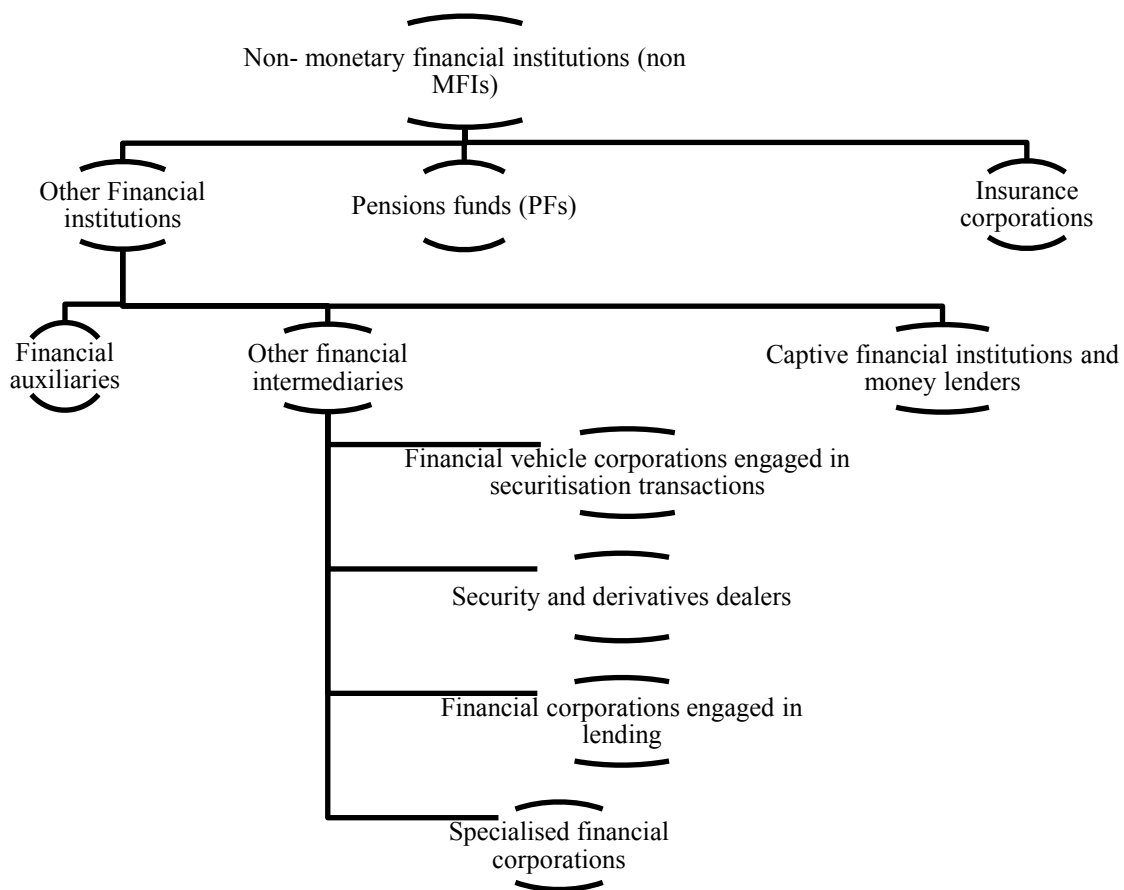 Non- monetary financial institutions (non
MFIs)
Other Financial
institutions
Pensions funds (PFs)
Insurance
corporations
Financial
auxiliaries
Other financial
intermediaries
Captive financial institutions and
money lenders
Financial vehicle corporations engaged in
securitisation transactions
Security and derivatives dealers
Financial corporations engaged in
lending
Specialised financial
corporations